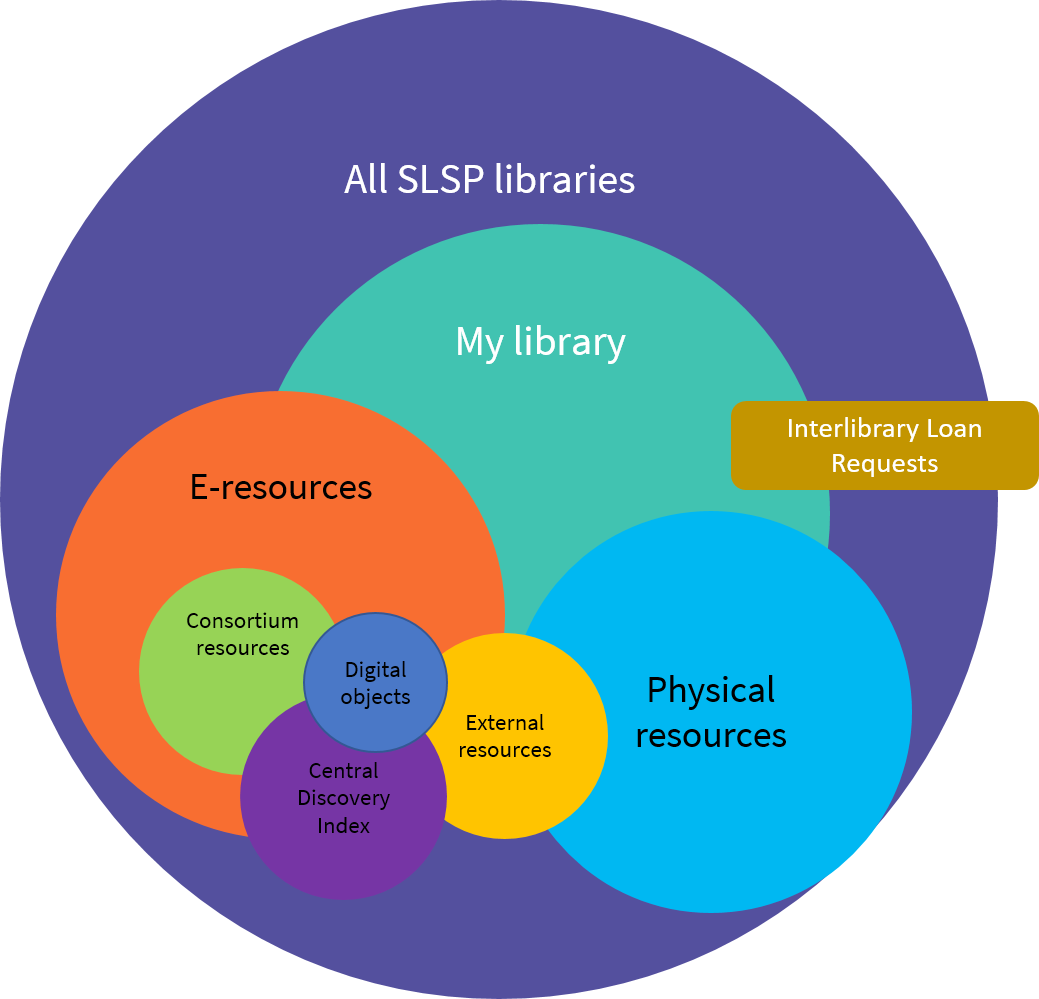 All SLSP libraries
My library
Interlibrary Loan
Requests
E-resources
Consortium
resources
Digital
objects
External
resources
Physical
resources
Central
Discovery
Index